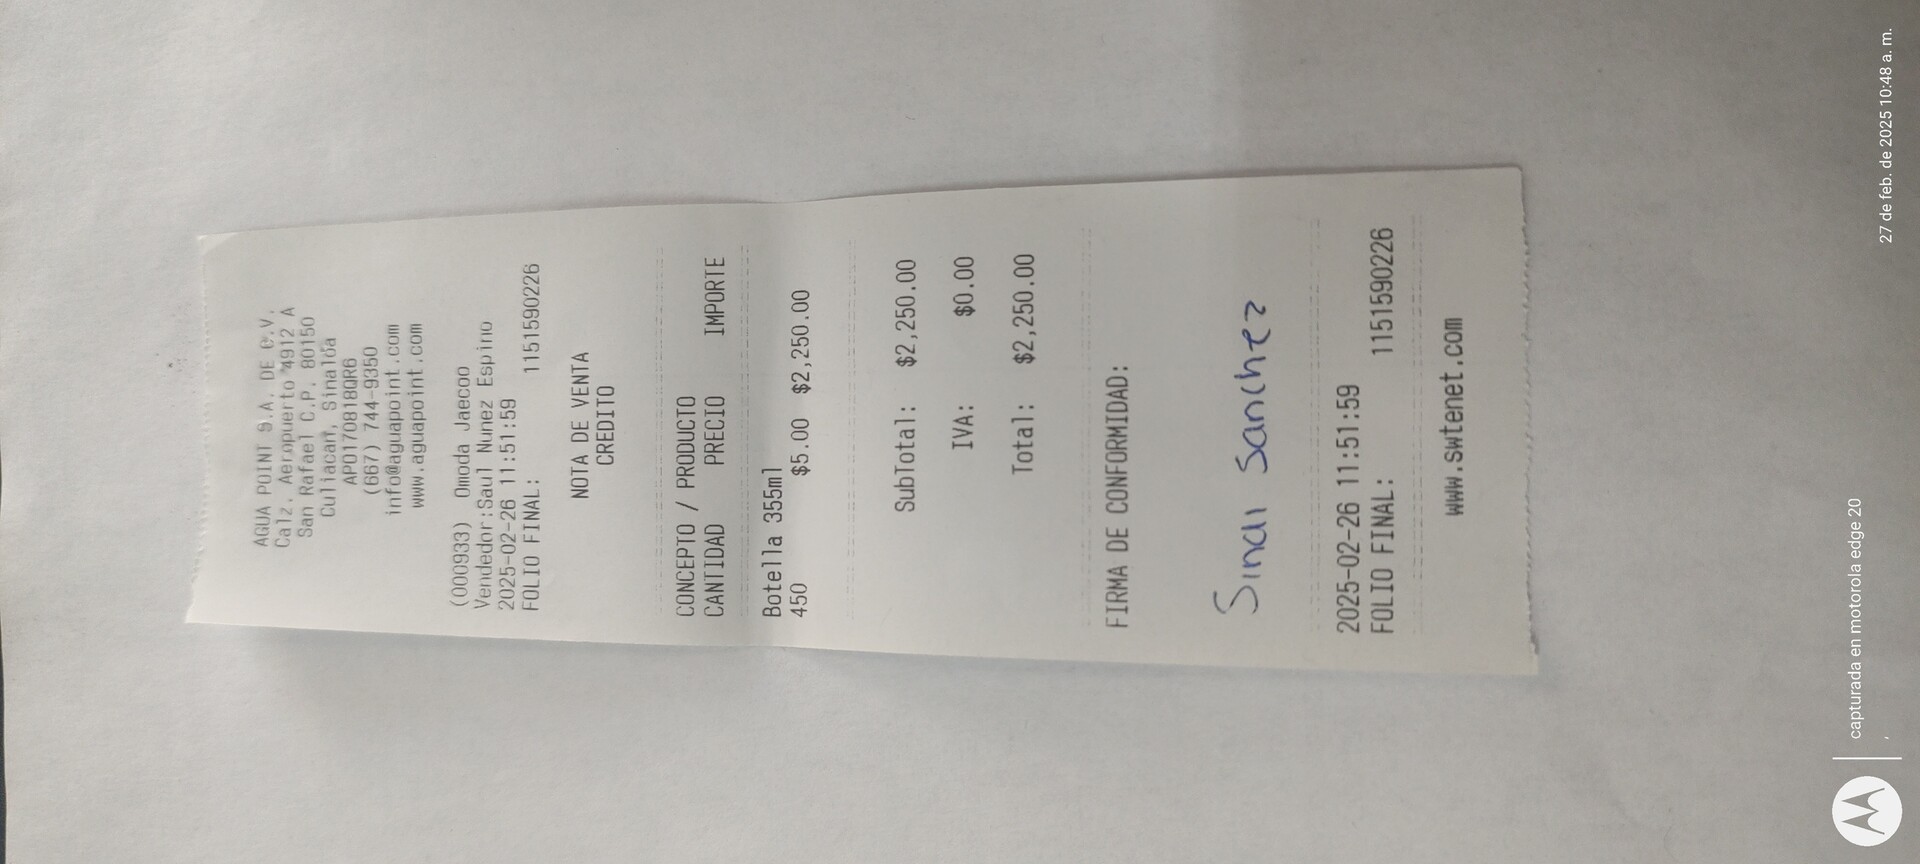 AGUA POINT S.A. DE C.V.
Calz. Aeropuerto 4912 A
San Rafael C.P. 80150
Culiacan, Sinaloa
APO170818QR6
(667) 744-9350
info@aguapoint.com
www.aguapoint.com
(000933) Omoda Jaecoo
Vendedor:Saul Nunez Espino
2025-02-26 11:51:59
FOLIO FINAL: 1151590226
NOTA DE VENTA
CREDITO
CONCEPTO / PRODUCTO
CANTIDAD PRECIO IMPORTE
Botella 355ml
450 $5.00 $2,250.00
SubTotal: $2,250.00
IVA: $0.00
Total: $2,250.00
FIRMA DE CONFORMIDAD:
Sinai Sanchez
2025-02-26 11:51:59
FOLIO FINAL: 1151590226
www.swtenet.com
capturada en motorola edge 20
27 de feb. de 2025 10:48 a. m.